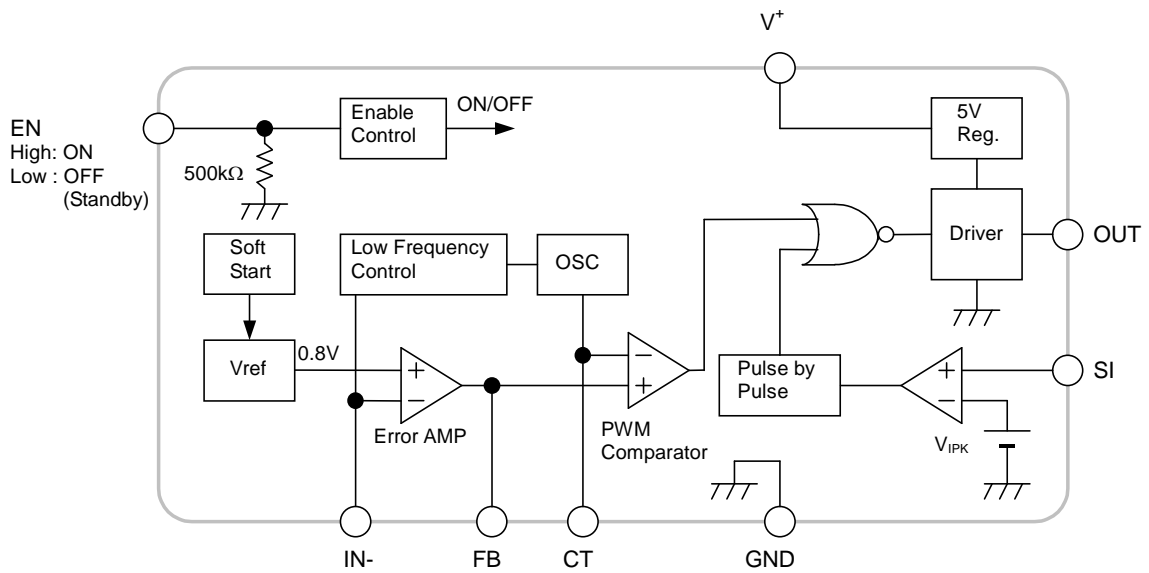 V⁺
EN
High: ON
Low : OFF
(Standby)
500kΩ
Enable
Control
ON/OFF
5V
Reg.
Soft
Start
Low Frequency
Control
OSC
Driver
OUT
Vref
0.8V
+
−
Error AMP
−
+
PWM
Comparator
Pulse by
Pulse
+
−
SI
VIPK
IN-
FB
CT
GND